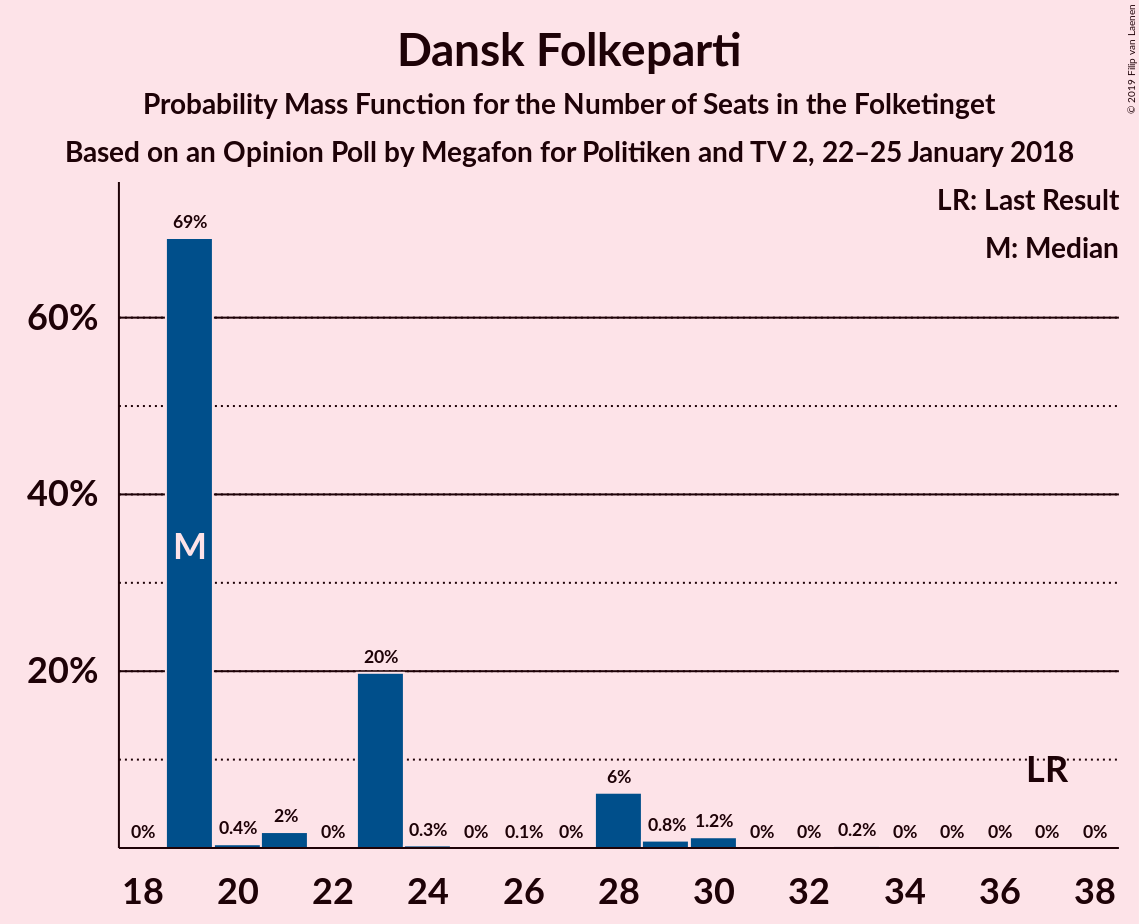 Dansk Folkeparti
Probability Mass Function for the Number of Seats in the Folketinget
Based on an Opinion Poll by Megafon for Politiken and TV 2, 22–25 January 2018
© 2019 Filip van Laenen
LR: Last Result
M: Median
60%
40%
20%
69%
M
20%
LR
6%
0% 0.4% 2% 0% 0.3% 0% 0.1% 0% 0.8% 1.2% 0% 0% 0.2% 0% 0% 0% 0% 0%
18 20 22 24 26 28 30 32 34 36 38